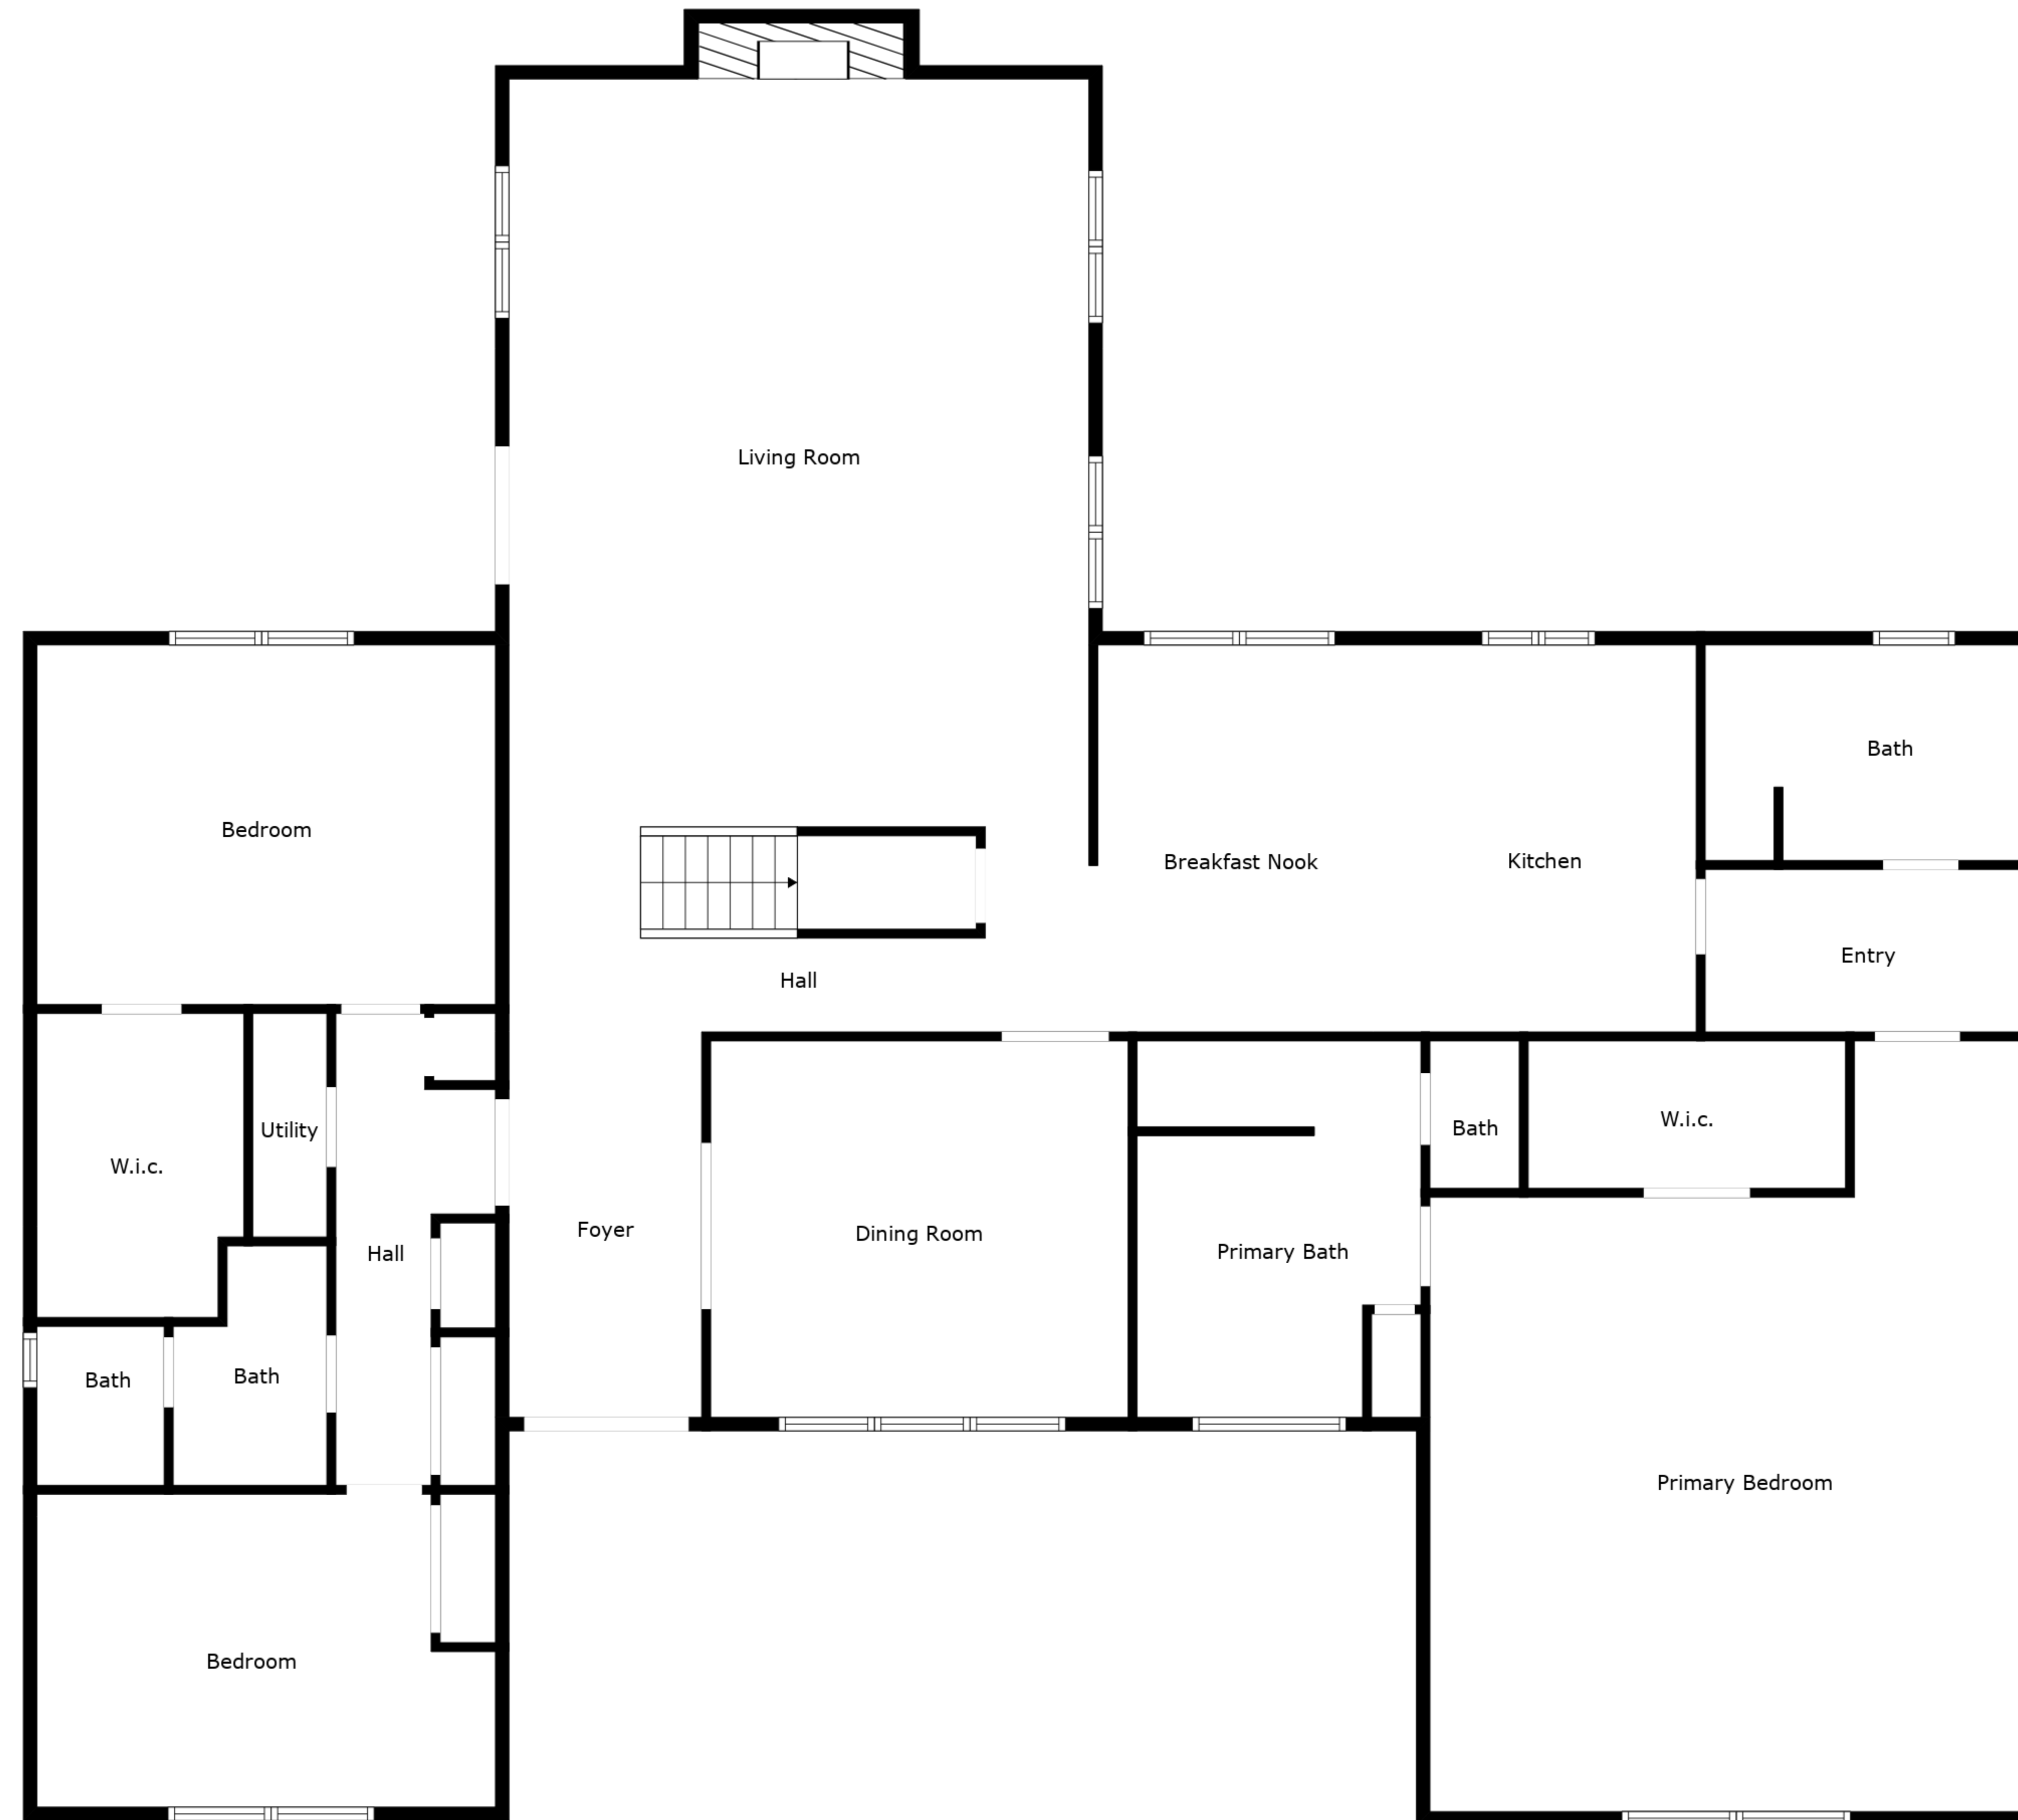 Living Room
Bath
Bedroom
Breakfast Nook
Kitchen
Entry
Hall
W.i.c.
Utility
Bath
W.i.c.
Hall
Foyer
Dining Room
Primary Bath
Bath
Bath
Primary Bedroom
Bedroom